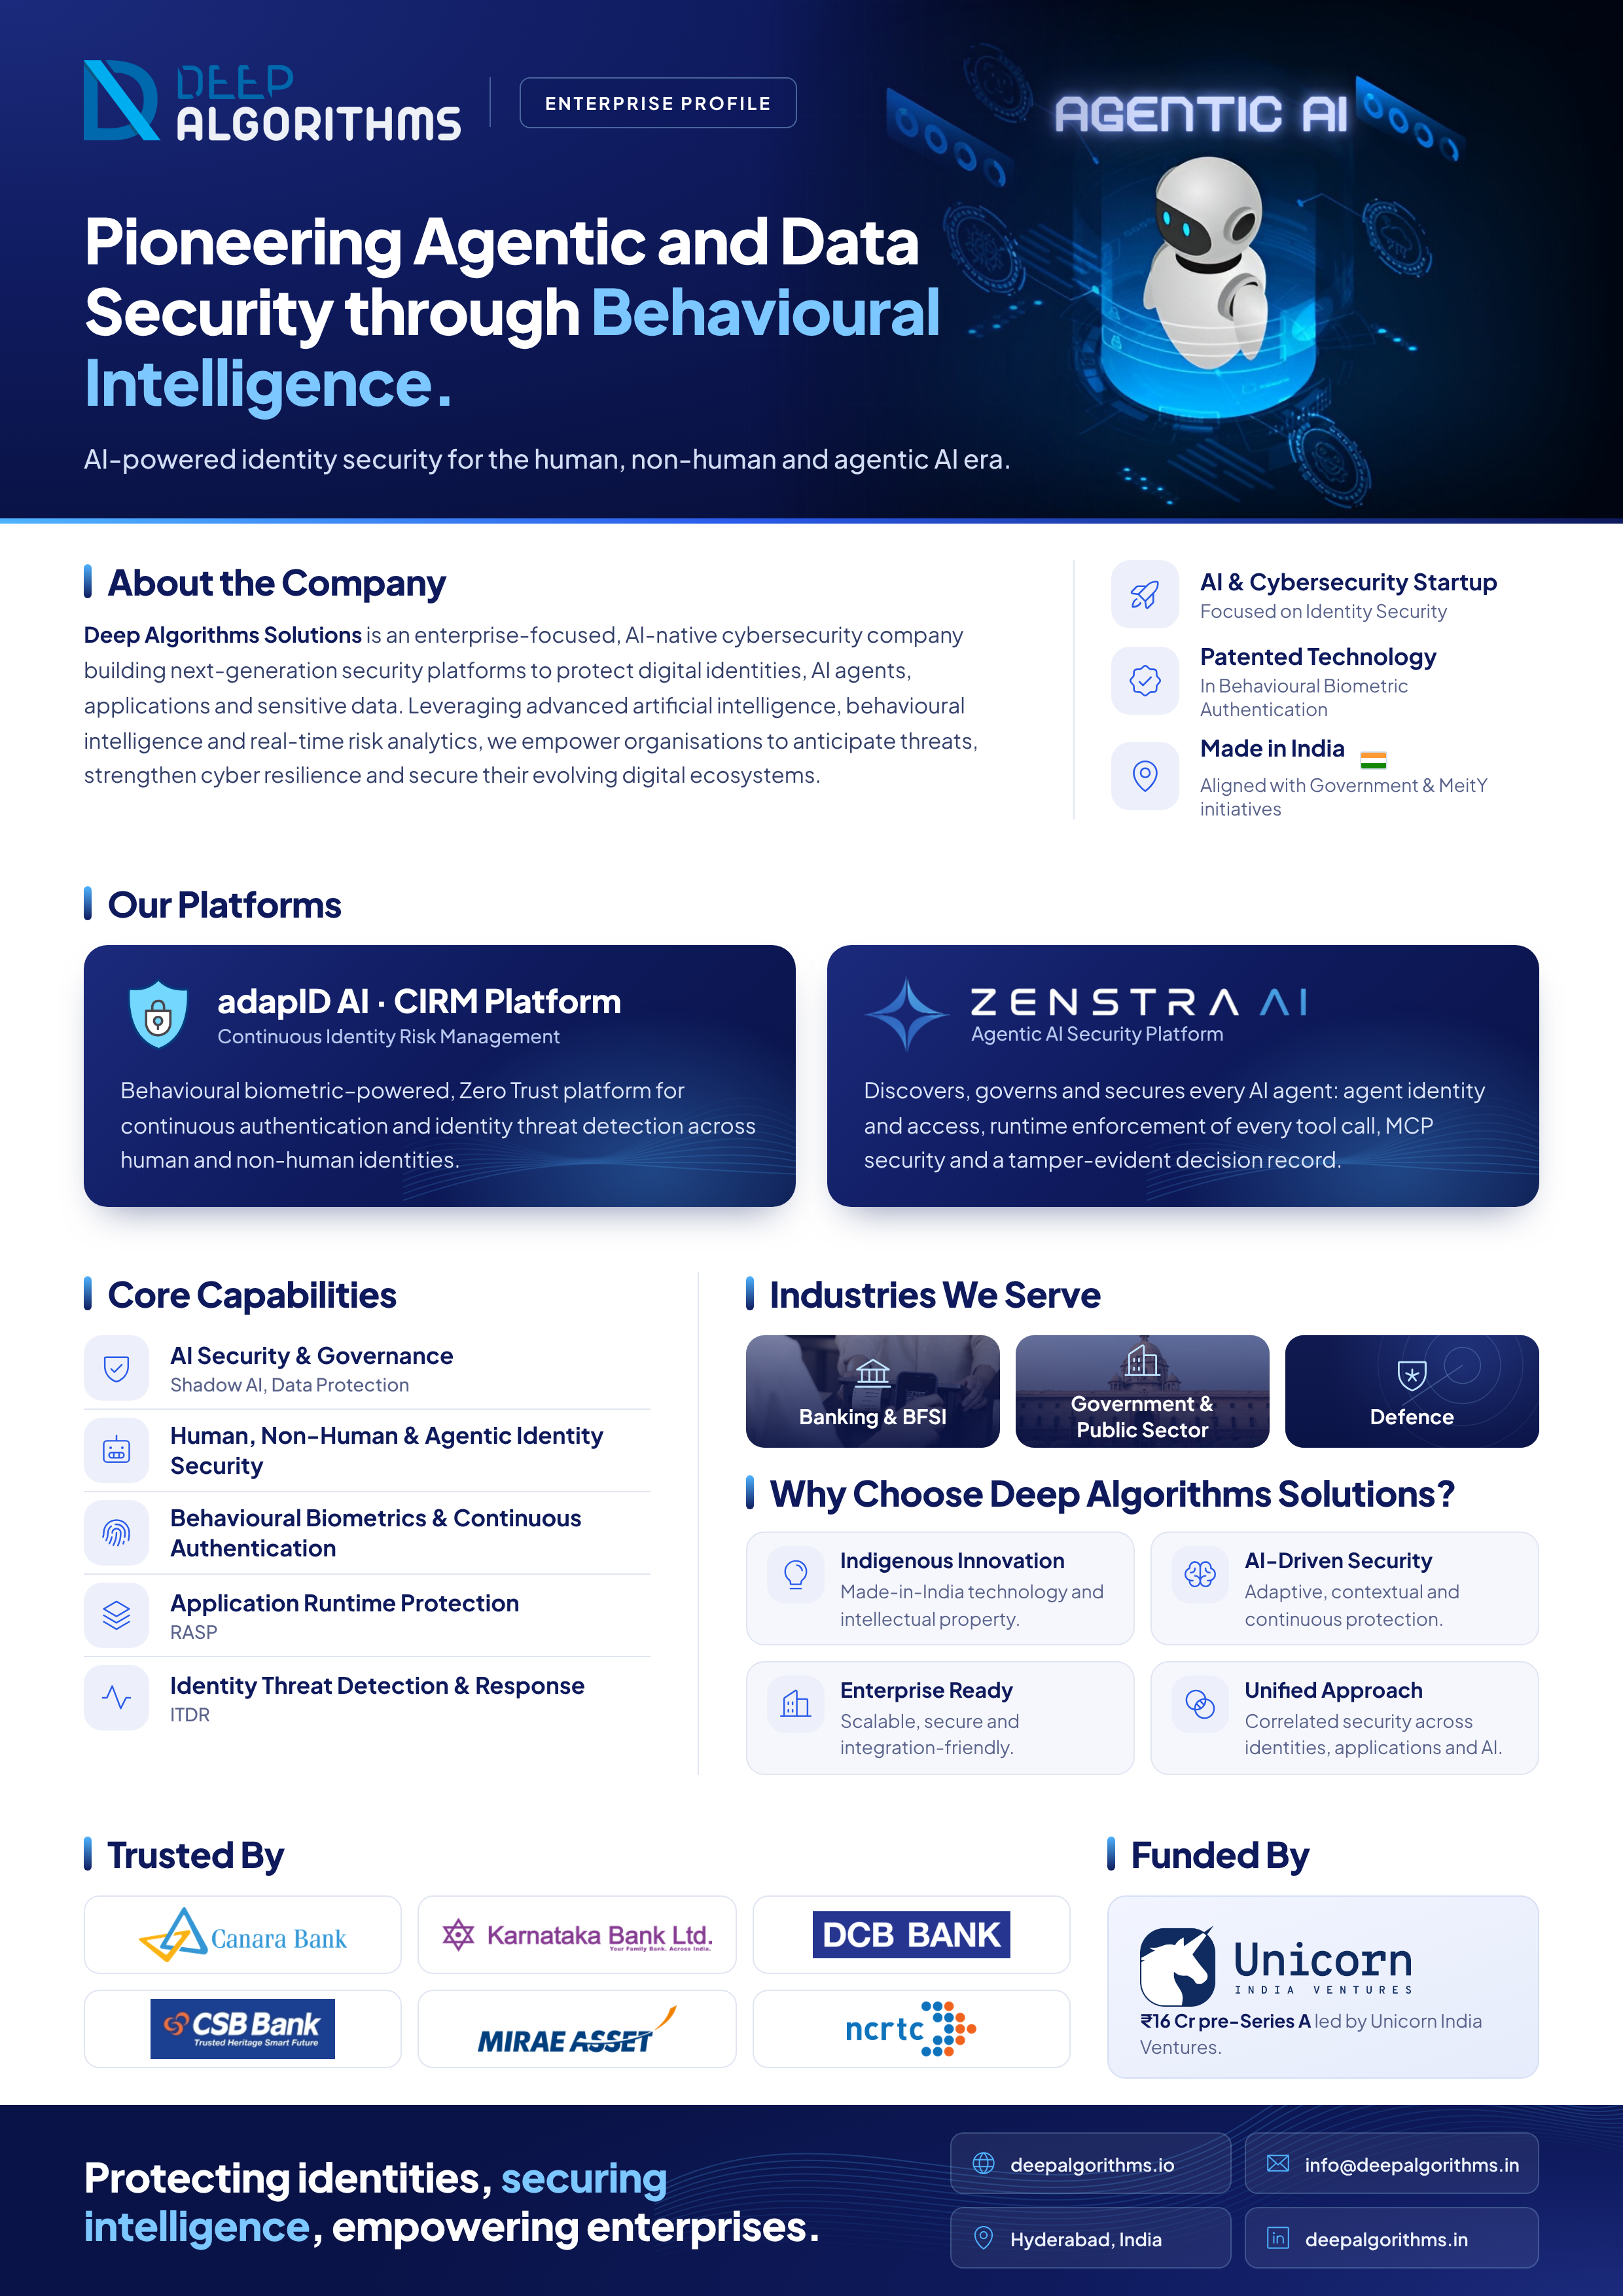 DEEP
ALGORITHMS
ENTERPRISE PROFILE
AGENTIC AI
Pioneering Agentic and Data
Security through Behavioural
Intelligence.
AI-powered identity security for the human, non-human and agentic AI era.
About the Company
Deep Algorithms Solutions is an enterprise-focused, AI-native cybersecurity company
building next-generation security platforms to protect digital identities, AI agents,
applications and sensitive data. Leveraging advanced artificial intelligence, behavioural
intelligence and real-time risk analytics, we empower organisations to anticipate threats,
strengthen cyber resilience and secure their evolving digital ecosystems.
AI & Cybersecurity Startup
Focused on Identity Security
Patented Technology
In Behavioural Biometric
Authentication
Made in India
Aligned with Government & MeitY
initiatives
Our Platforms
adapID AI · CIRM Platform
Continuous Identity Risk Management
Behavioural biometric-powered, Zero Trust platform for
continuous authentication and identity threat detection across
human and non-human identities.
ZENSTRA AI
Agentic AI Security Platform
Discovers, governs and secures every AI agent: agent identity
and access, runtime enforcement of every tool call, MCP
security and a tamper-evident decision record.
Core Capabilities
AI Security & Governance
Shadow AI, Data Protection
Human, Non-Human & Agentic Identity
Security
Behavioural Biometrics & Continuous
Authentication
Application Runtime Protection
RASP
Identity Threat Detection & Response
ITDR
Industries We Serve
Banking & BFSI
Government &
Public Sector
Defence
Why Choose Deep Algorithms Solutions?
Indigenous Innovation
Made-in-India technology and
intellectual property.
AI-Driven Security
Adaptive, contextual and
continuous protection.
Enterprise Ready
Scalable, secure and
integration-friendly.
Unified Approach
Correlated security across
identities, applications and AI.
Trusted By
Canara Bank
Karnataka Bank Ltd.
Your Family Bank. Across India.
DCB BANK
CSB Bank
Trusted Heritage Smart Future
MIRAE ASSET
ncrtc
Funded By
Unicorn
INDIA VENTURES
₹16 Cr pre-Series A led by Unicorn India
Ventures.
Protecting identities, securing
intelligence, empowering enterprises.
deepalgorithms.io
info@deepalgorithms.in
Hyderabad, India
deepalgorithms.in